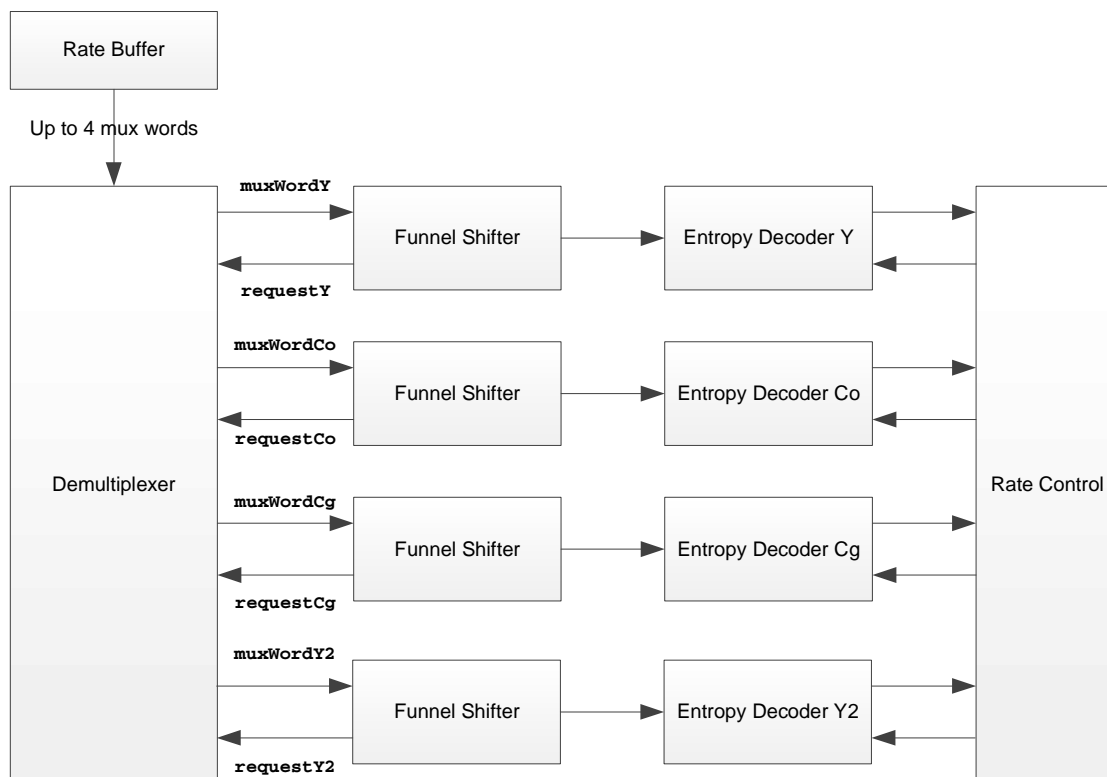 Rate Buffer
Up to 4 mux words
muxWordY
Funnel Shifter
Entropy Decoder Y
requestY
muxWordCo
Funnel Shifter
Entropy Decoder Co
requestCo
Demultiplexer
Rate Control
muxWordCg
Funnel Shifter
Entropy Decoder Cg
requestCg
muxWordY2
Funnel Shifter
Entropy Decoder Y2
requestY2